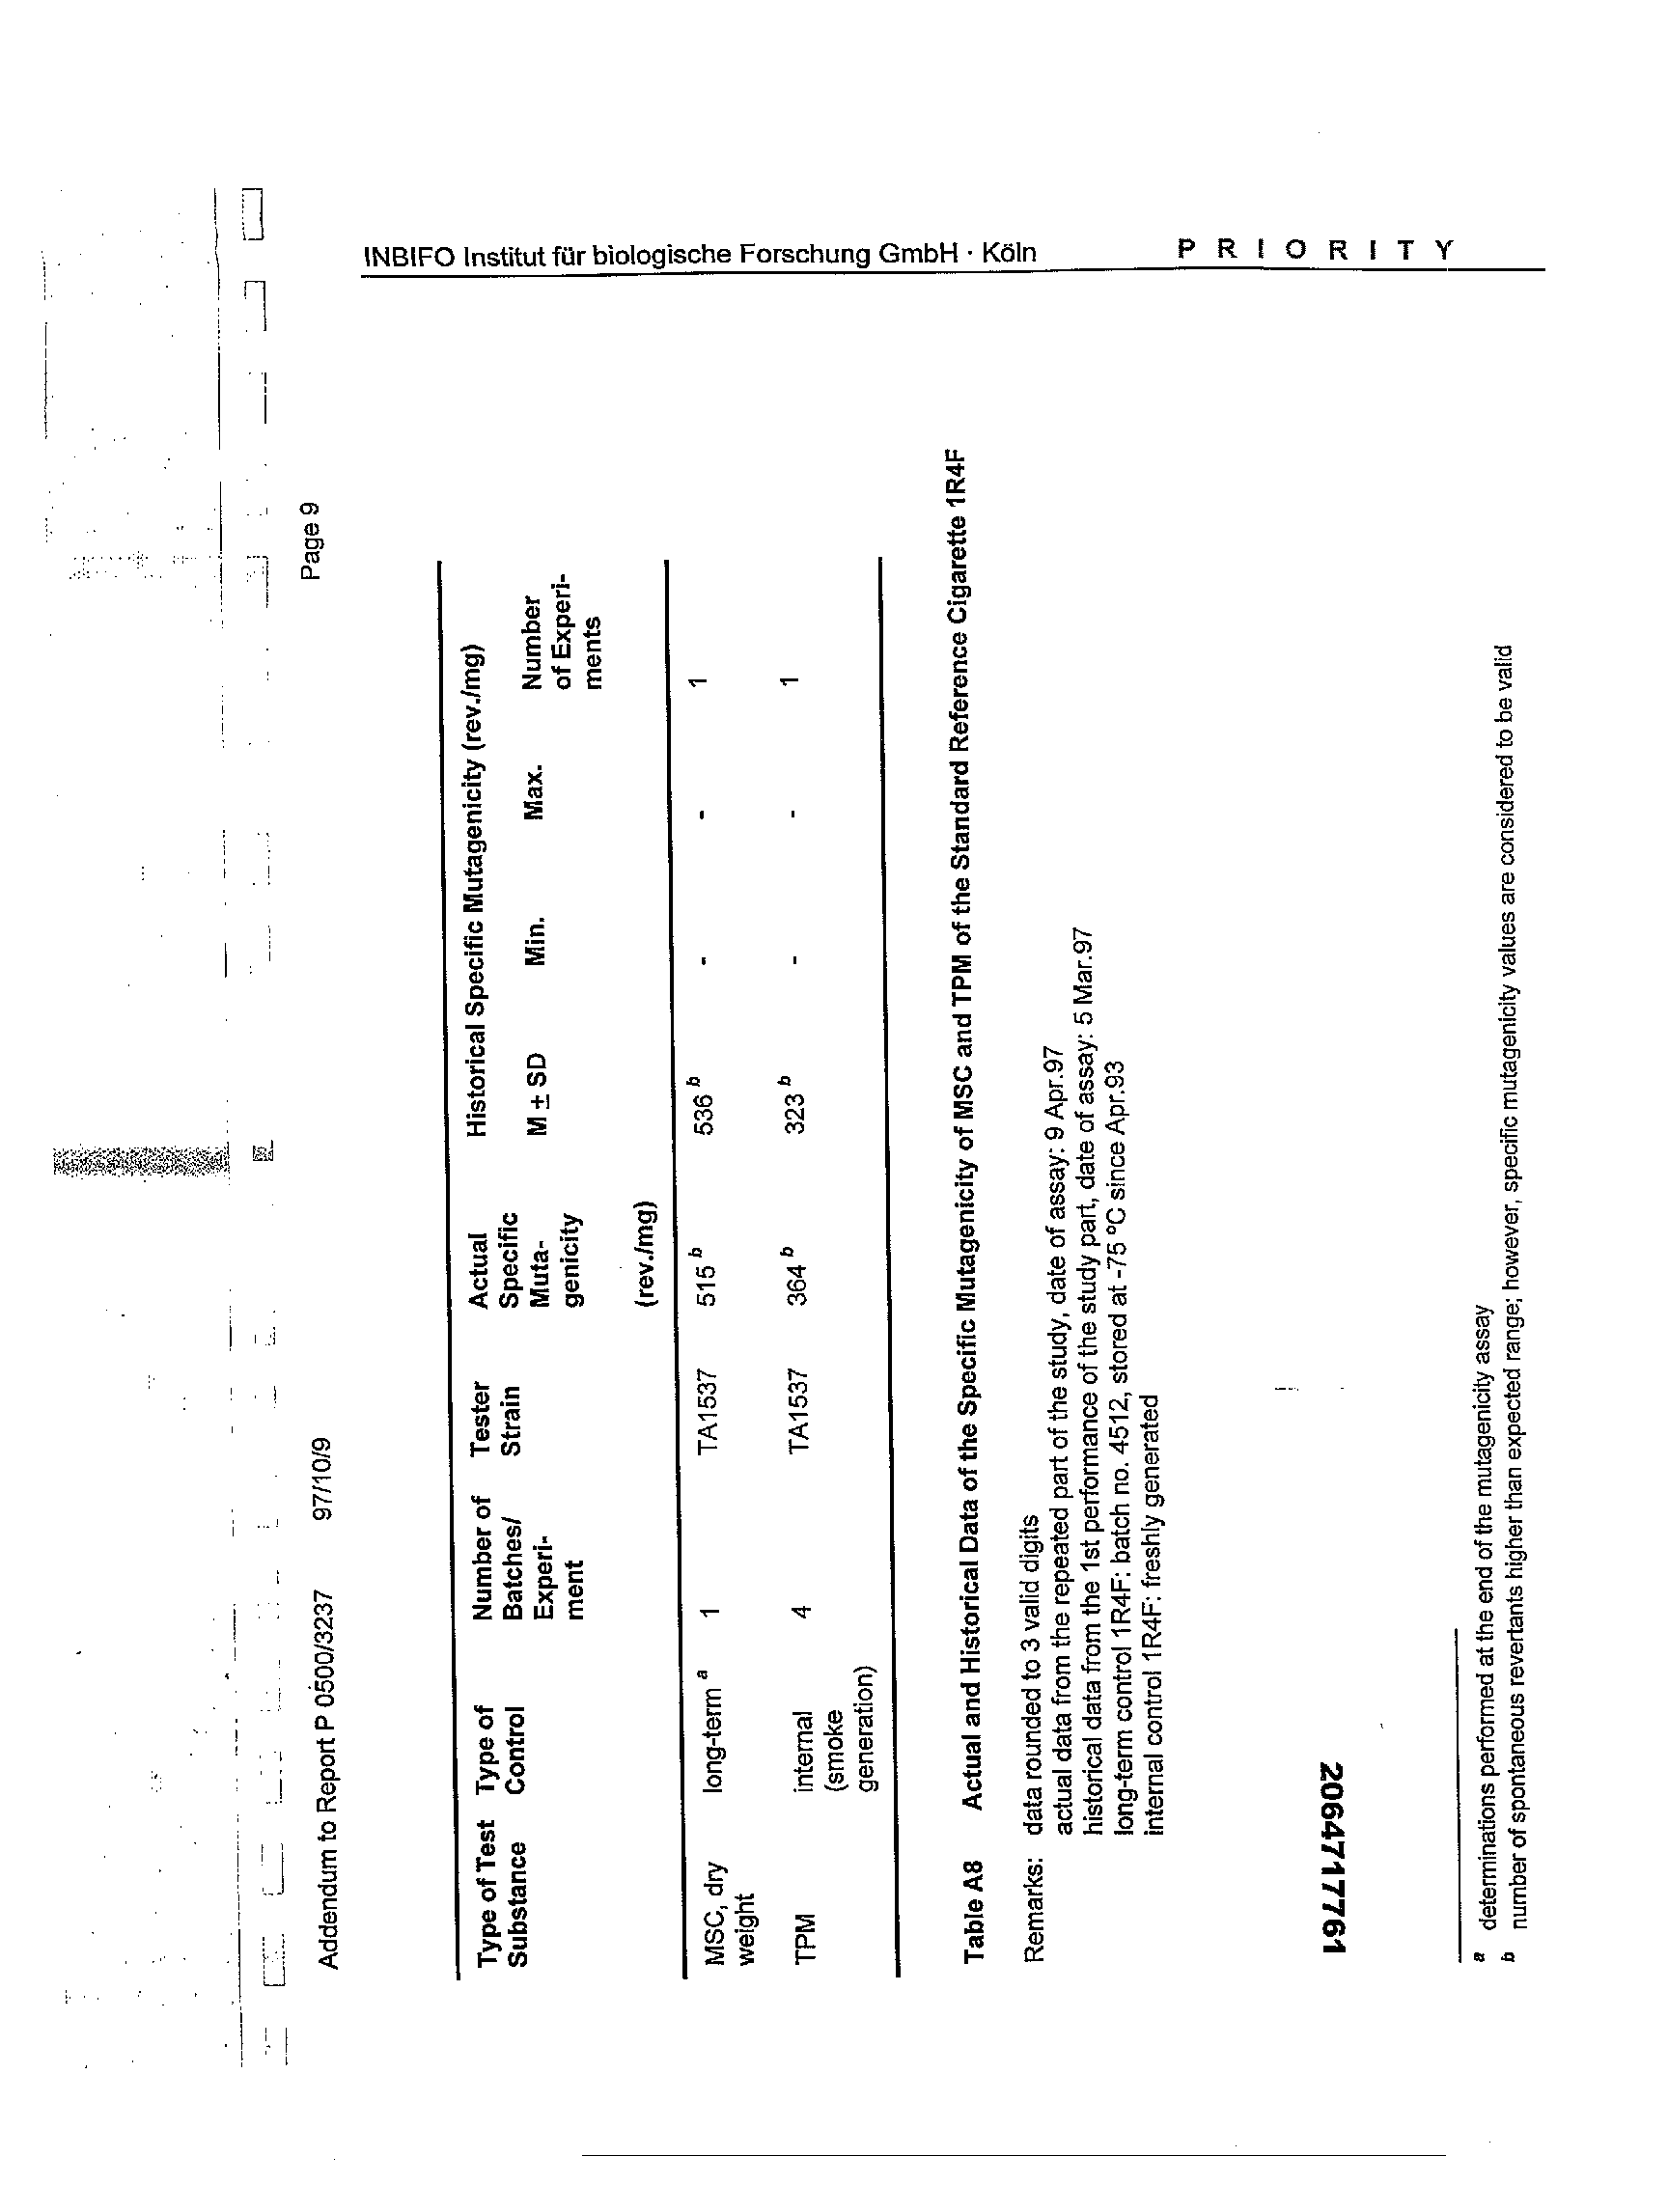 INBIFO Institut für biologische Forschung GmbH · Köln P R I O R I T Y
Addendum to Report P 0500/3237 97/10/9 Page 9
Type of Test Type of Number of Tester Actual Historical Specific Mutagenicity (rev./mg)
Substance Control Batches/ Strain Specific
Experi- Muta- M ± SD Min. Max. Number
ment genicity of Experi-
ments
(rev./mg)
MSC, dry long-term a 1 TA1537 515 b 536 b - - 1
weight
TPM internal 4 TA1537 364 b 323 b - - 1
(smoke
generation)
Table A8 Actual and Historical Data of the Specific Mutagenicity of MSC and TPM of the Standard Reference Cigarette 1R4F
Remarks: data rounded to 3 valid digits
actual data from the repeated part of the study, date of assay: 9 Apr.97
historical data from the 1st performance of the study part, date of assay: 5 Mar.97
long-term control 1R4F: batch no. 4512, stored at -75 °C since Apr.93
internal control 1R4F: freshly generated
2064717761
a determinations performed at the end of the mutagenicity assay
b number of spontaneous revertants higher than expected range; however, specific mutagenicity values are considered to be valid